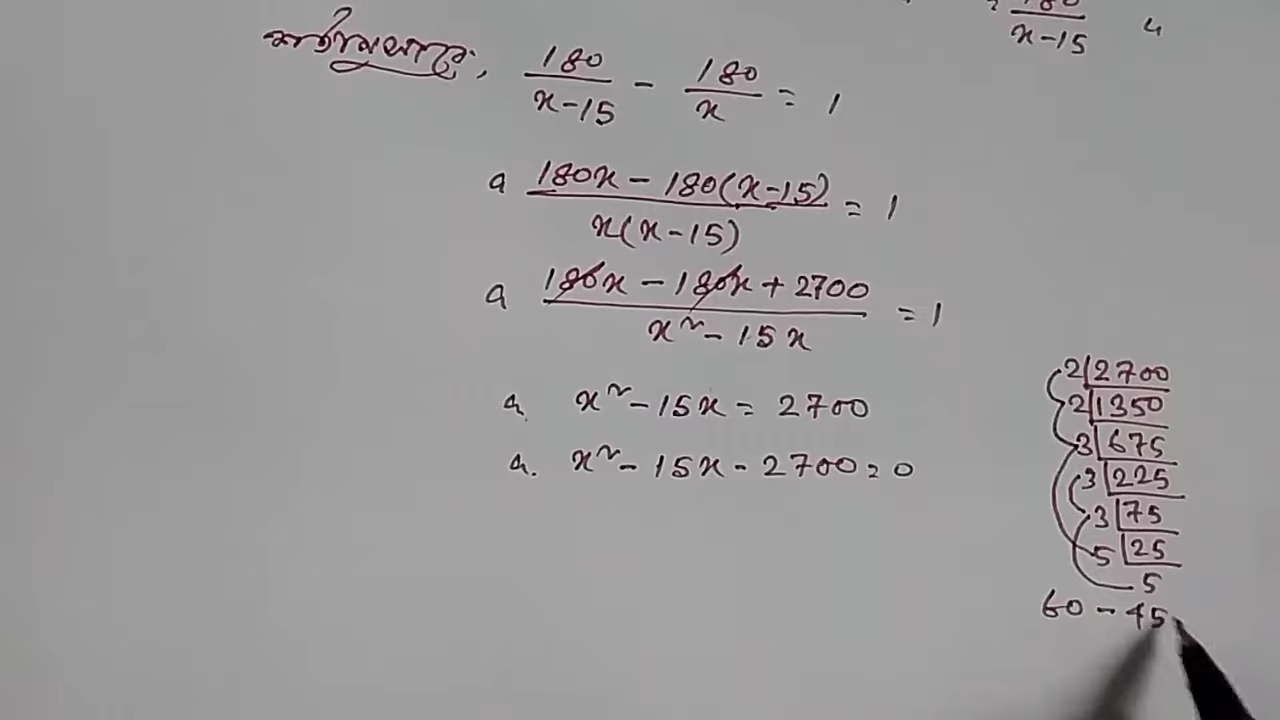 180
x-15
শর্তানুসারে, 180/x-15 - 180/x = 1
বা 180x - 180(x-15) / x(x-15) = 1
বা 180x - 180x + 2700 / x² - 15x = 1
বা x² - 15x = 2700
বা x² - 15x - 2700 = 0
2|2700
2|1350
3|675
3|225
3|75
5|25
5
60 - 45